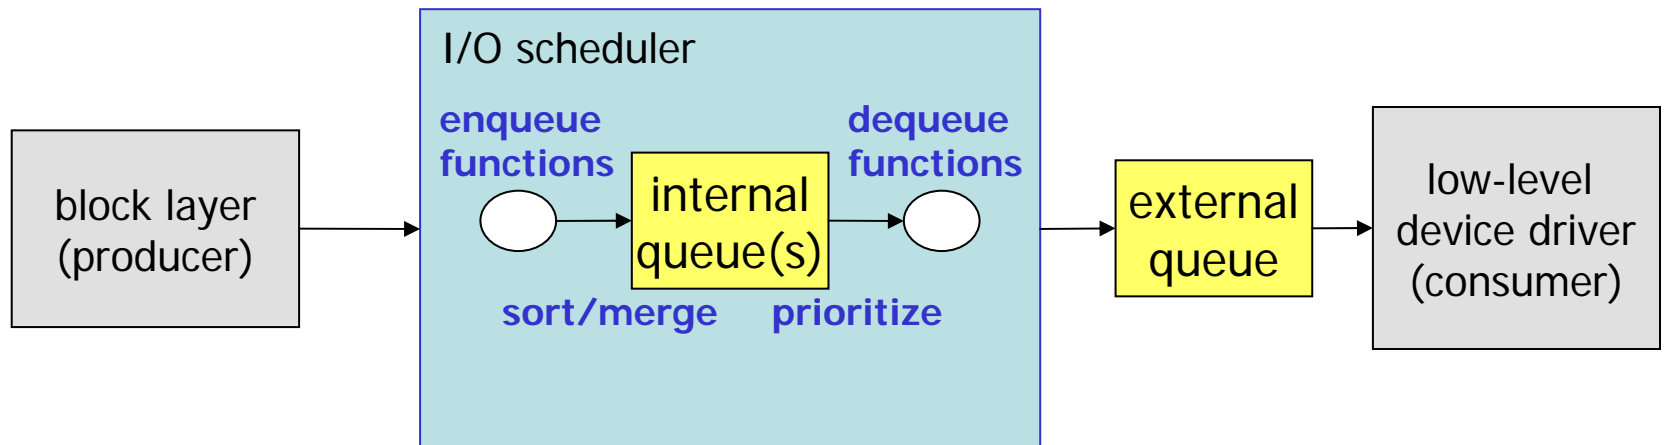 I/O scheduler
enqueue
functions
dequeue
functions
block layer
(producer)
internal
queue(s)
external
queue
low-level
device driver
(consumer)
sort/merge
prioritize